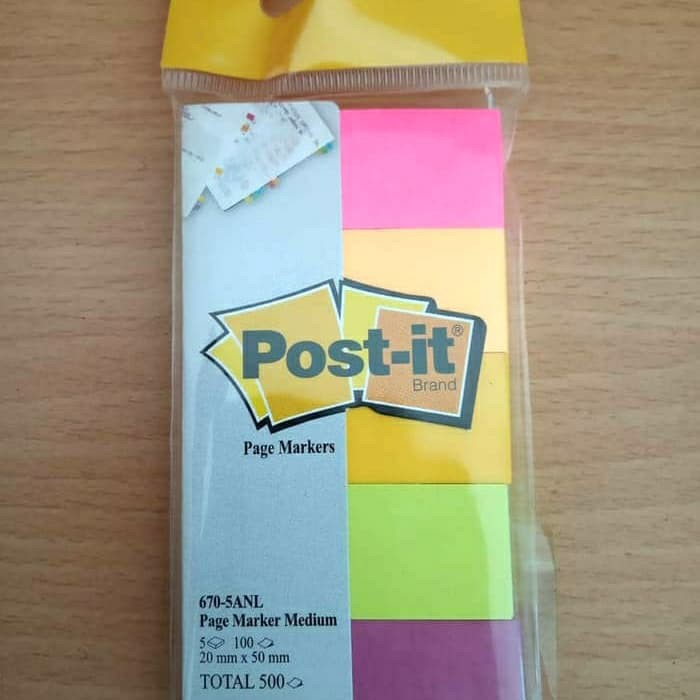 Post-it®
Brand
Page Markers
670-5ANL
Page Marker Medium
5 100
20 mm x 50 mm
TOTAL 500